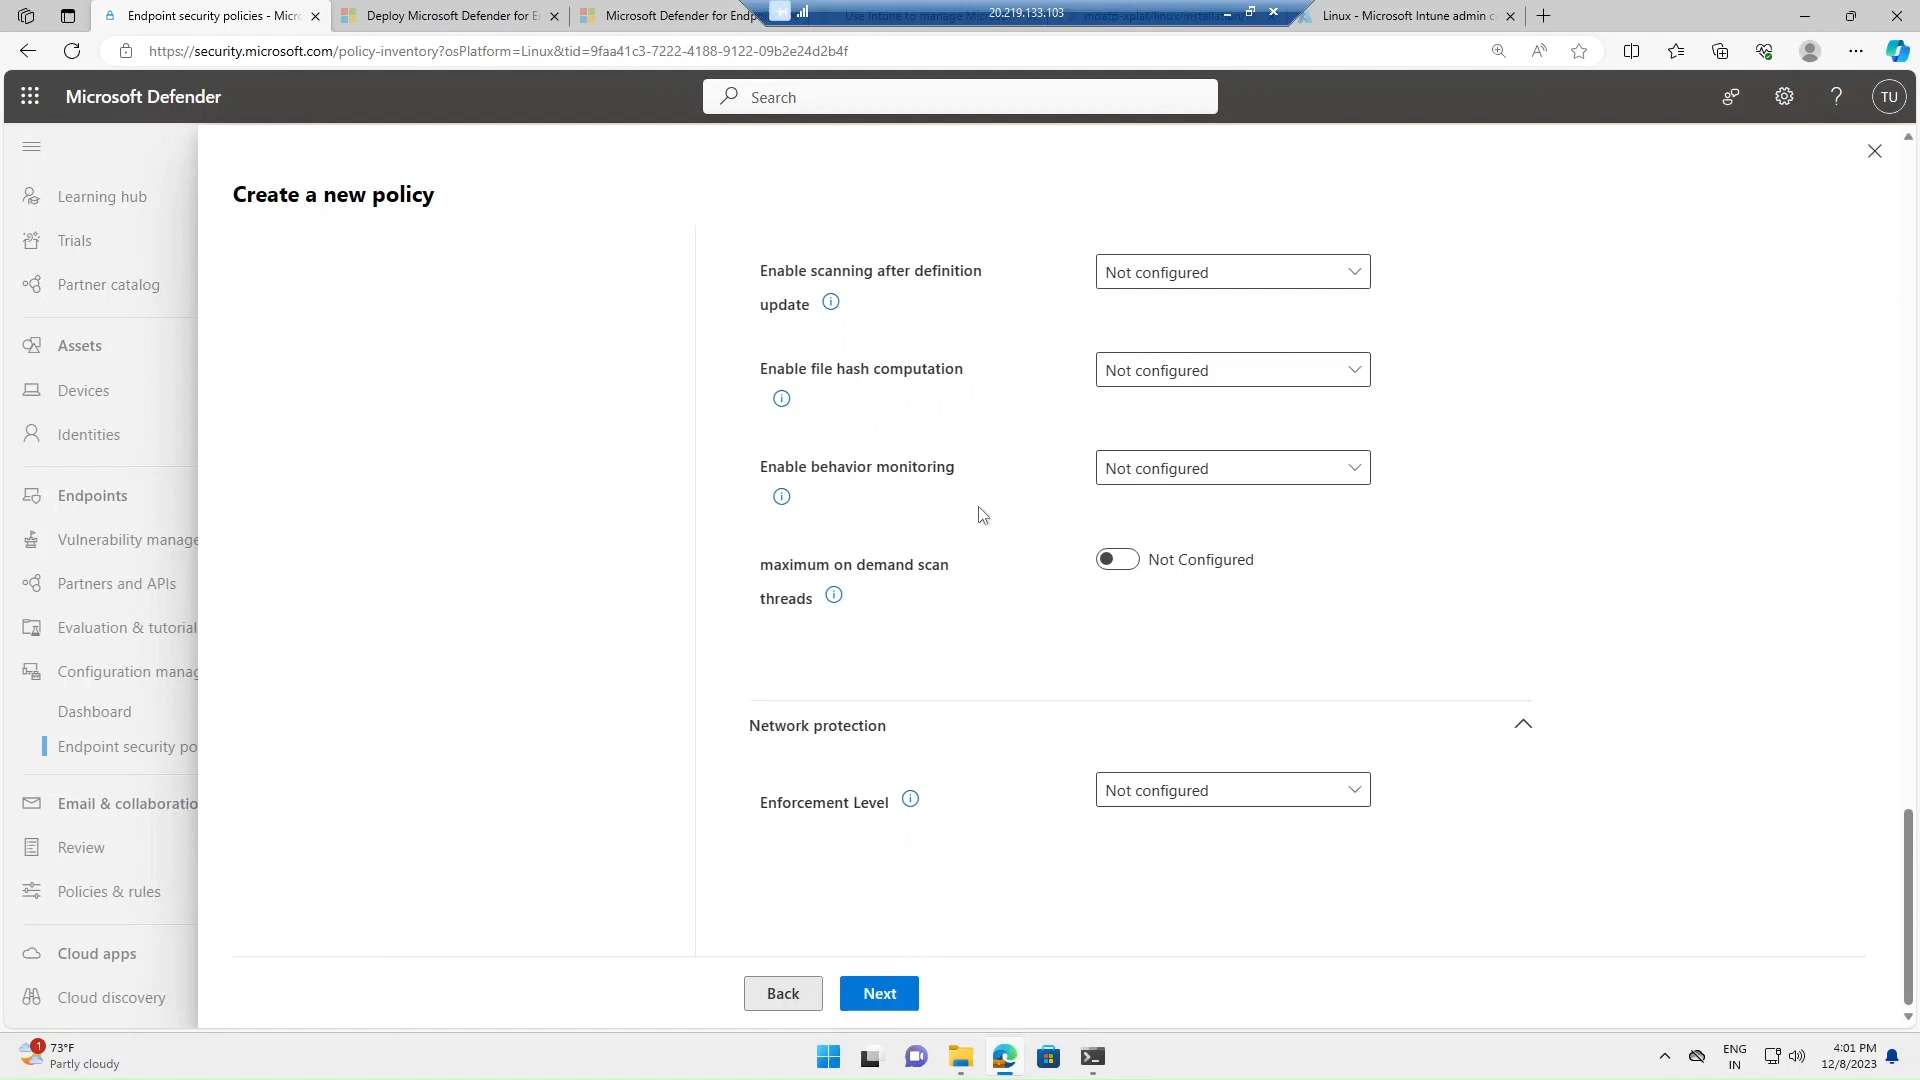 Endpoint security policies - Micr
Deploy Microsoft Defender for E
Microsoft Defender for Endp
20.219.133.103
Linux - Microsoft Intune admin c
https://security.microsoft.com/policy-inventory?osPlatform=Linux&tid=9faa41c3-7222-4188-9122-09b2e24d2b4f
Microsoft Defender
Search
TU
Learning hub
Trials
Partner catalog
Assets
Devices
Identities
Endpoints
Vulnerability manage
Partners and APIs
Evaluation & tutorial
Configuration manag
Dashboard
Endpoint security po
Email & collaboratio
Review
Policies & rules
Cloud apps
Cloud discovery
Create a new policy
Enable scanning after definition
update
Not configured
Enable file hash computation
Not configured
Enable behavior monitoring
Not configured
maximum on demand scan
threads
Not Configured
Network protection
Enforcement Level
Not configured
Back
Next
1
73°F
Partly cloudy
ENG
IN
4:01 PM
12/8/2023